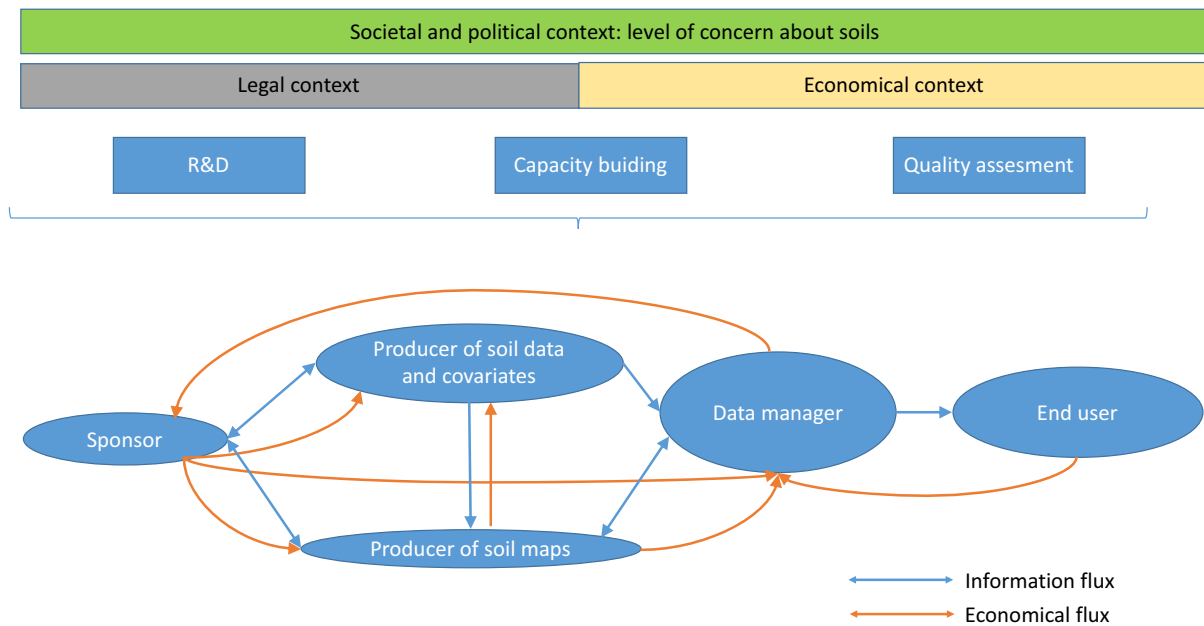 Societal and political context: level of concern about soils
Legal context
Economical context
R&D
Capacity buiding
Quality assesment
Producer of soil data
and covariates
Sponsor
Data manager
End user
Producer of soil maps
Information flux
Economical flux